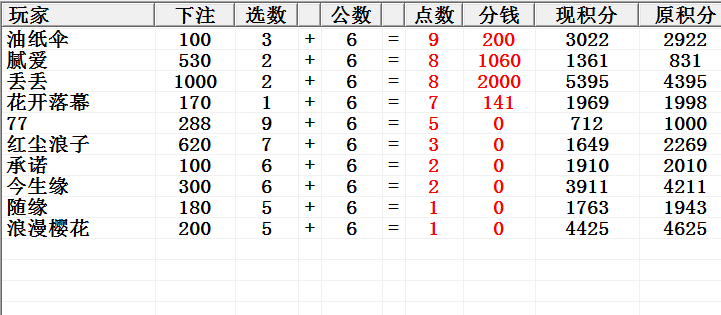 玩家 下注 选数 公数 点数 分钱 现积分 原积分
油纸伞 100 3 + 6 = 9 200 3022 2922
腻爱 530 2 + 6 = 8 1060 1361 831
丢丢 1000 2 + 6 = 8 2000 5395 4395
花开落幕 170 1 + 6 = 7 141 1969 1998
77 288 9 + 6 = 5 0 712 1000
红尘浪子 620 7 + 6 = 3 0 1649 2269
承诺 100 6 + 6 = 2 0 1910 2010
今生缘 300 6 + 6 = 2 0 3911 4211
随缘 180 5 + 6 = 1 0 1763 1943
浪漫樱花 200 5 + 6 = 1 0 4425 4625